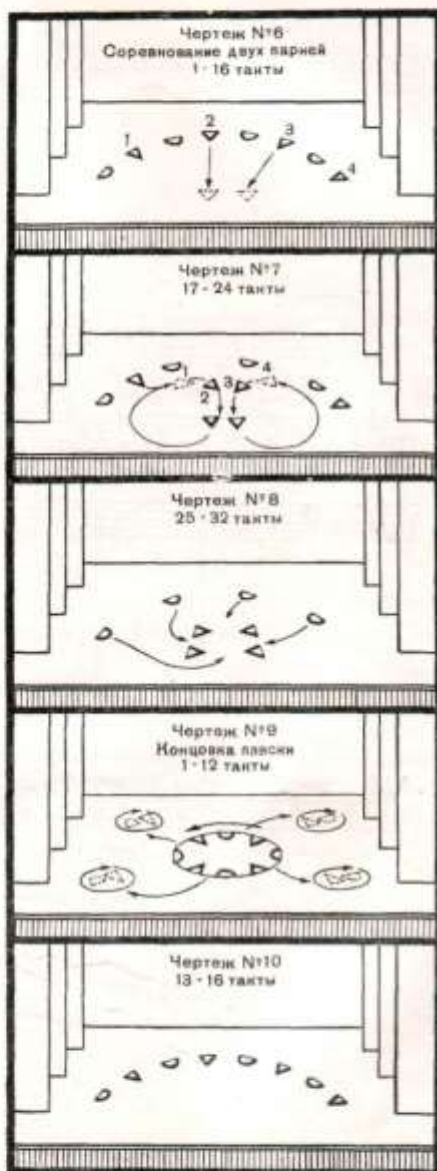 Чертеж №6
Соревнование двух парней
1 - 16 такты
2
1
3
4
Чертеж №7
17 - 24 такты
1
4
3
2
Чертеж №8
25 - 32 такты
Чертеж №9
Концовка пляски
1 - 12 такты
Чертеж №10
13 - 16 такты